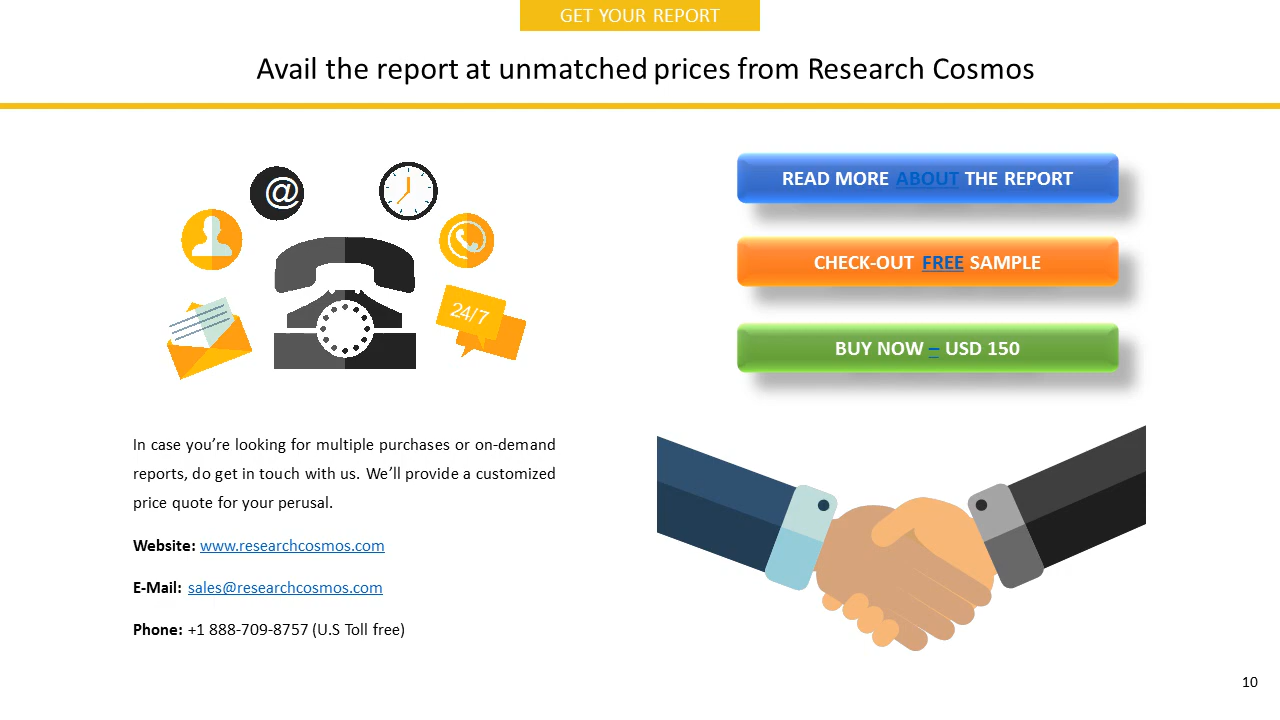 GET YOUR REPORT
Avail the report at unmatched prices from Research Cosmos
@
24/7
READ MORE ABOUT THE REPORT
CHECK-OUT FREE SAMPLE
BUY NOW – USD 150
In case you’re looking for multiple purchases or on-demand
reports, do get in touch with us. We’ll provide a customized
price quote for your perusal.
Website: www.researchcosmos.com
E-Mail: sales@researchcosmos.com
Phone: +1 888-709-8757 (U.S Toll free)
10